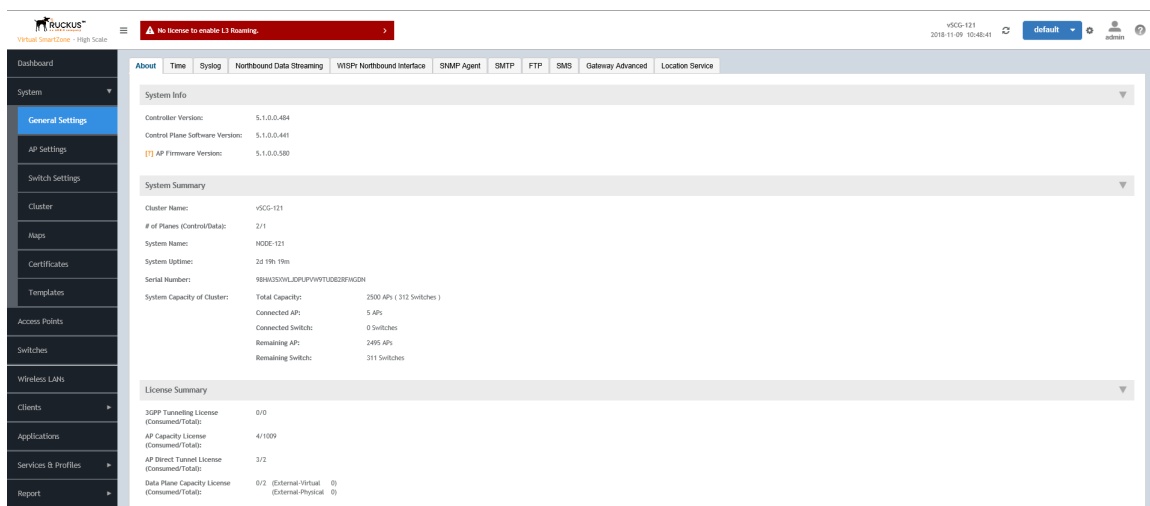 RUCKUS™
Virtual SmartZone - High Scale
No license to enable L3 Roaming.
vSCG-121
2018-11-09 10:48:41
default
admin
Dashboard
System
General Settings
AP Settings
Switch Settings
Cluster
Maps
Certificates
Templates
Access Points
Switches
Wireless LANs
Clients
Applications
Services & Profiles
Report
About Time Syslog Northbound Data Streaming WISPr Northbound Interface SNMP Agent SMTP FTP SMS Gateway Advanced Location Service
System Info
Controller Version: 5.1.0.0.484
Control Plane Software Version: 5.1.0.0.441
[?] AP Firmware Version: 5.1.0.0.580
System Summary
Cluster Name: vSCG-121
# of Planes (Control/Data): 2/1
System Name: NODE-121
System Uptime: 2d 19h 19m
Serial Number:
System Capacity of Cluster: Total Capacity: 2500 APs ( 312 Switches )
Connected AP: 5 APs
Connected Switch: 0 Switches
Remaining AP: 2495 APs
Remaining Switch: 311 Switches
License Summary
3GPP Tunneling License 0/0
(Consumed/Total):
AP Capacity License 4/1009
(Consumed/Total):
AP Direct Tunnel License 3/2
(Consumed/Total):
Data Plane Capacity License 0/2 (External-Virtual 0)
(Consumed/Total): (External-Physical 0)